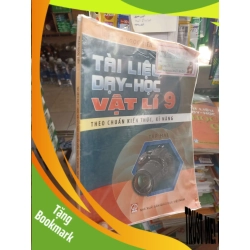 TÀI LIỆU
DẠY-HỌC
VẬT LÍ 9
THEO CHUẨN KIẾN THỨC, KĨ NĂNG
Tặng
Bookmark